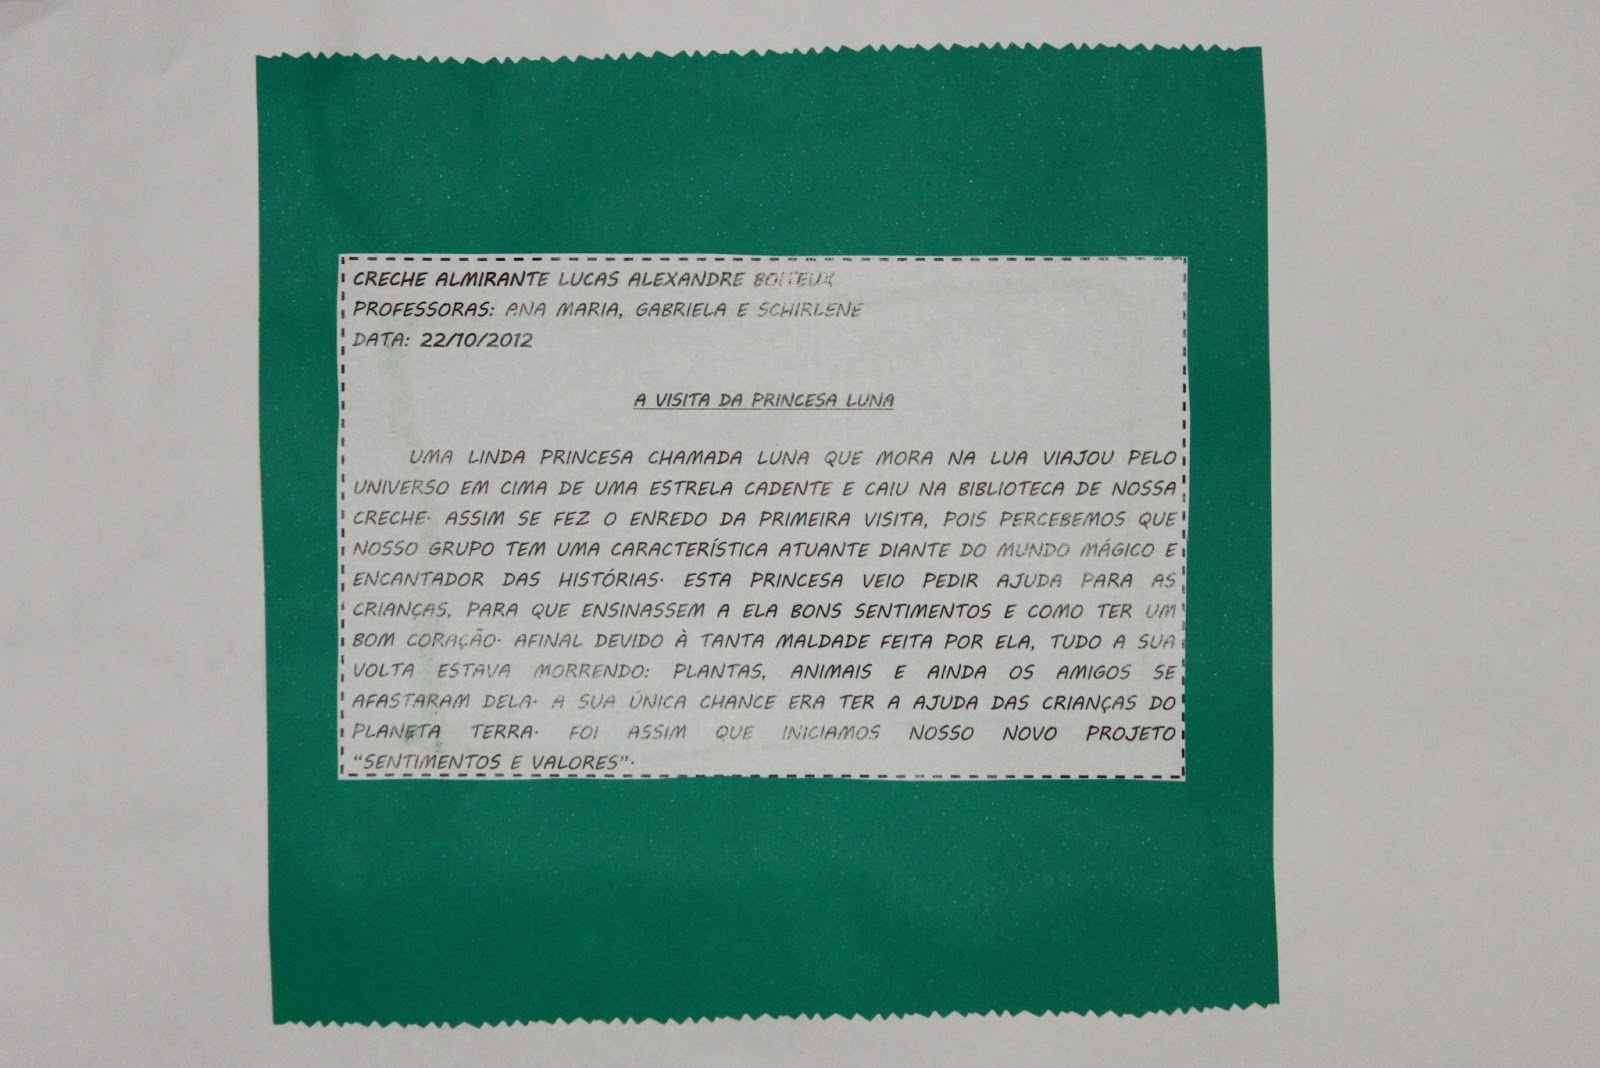 CRECHE ALMIRANTE LUCAS ALEXANDRE BOITEUX
PROFESSORAS: ANA MARIA, GABRIELA E SCHIRLENE
DATA: 22/10/2012
A VISITA DA PRINCESA LUNA
UMA LINDA PRINCESA CHAMADA LUNA QUE MORA NA LUA VIAJOU PELO
UNIVERSO EM CIMA DE UMA ESTRELA CADENTE E CAIU NA BIBLIOTECA DE NOSSA
CRECHE. ASSIM SE FEZ O ENREDO DA PRIMEIRA VISITA, POIS PERCEBEMOS QUE
NOSSO GRUPO TEM UMA CARACTERÍSTICA ATUANTE DIANTE DO MUNDO MÁGICO E
ENCANTADOR DAS HISTÓRIAS. ESTA PRINCESA VEIO PEDIR AJUDA PARA AS
CRIANÇAS, PARA QUE ENSINASSEM A ELA BONS SENTIMENTOS E COMO TER UM
BOM CORAÇÃO. AFINAL DEVIDO À TANTA MALDADE FEITA POR ELA, TUDO A SUA
VOLTA ESTAVA MORRENDO: PLANTAS, ANIMAIS E AINDA OS AMIGOS SE
AFASTARAM DELA. A SUA ÚNICA CHANCE ERA TER A AJUDA DAS CRIANÇAS DO
PLANETA TERRA. FOI ASSIM QUE INICIAMOS NOSSO NOVO PROJETO
"SENTIMENTOS E VALORES".